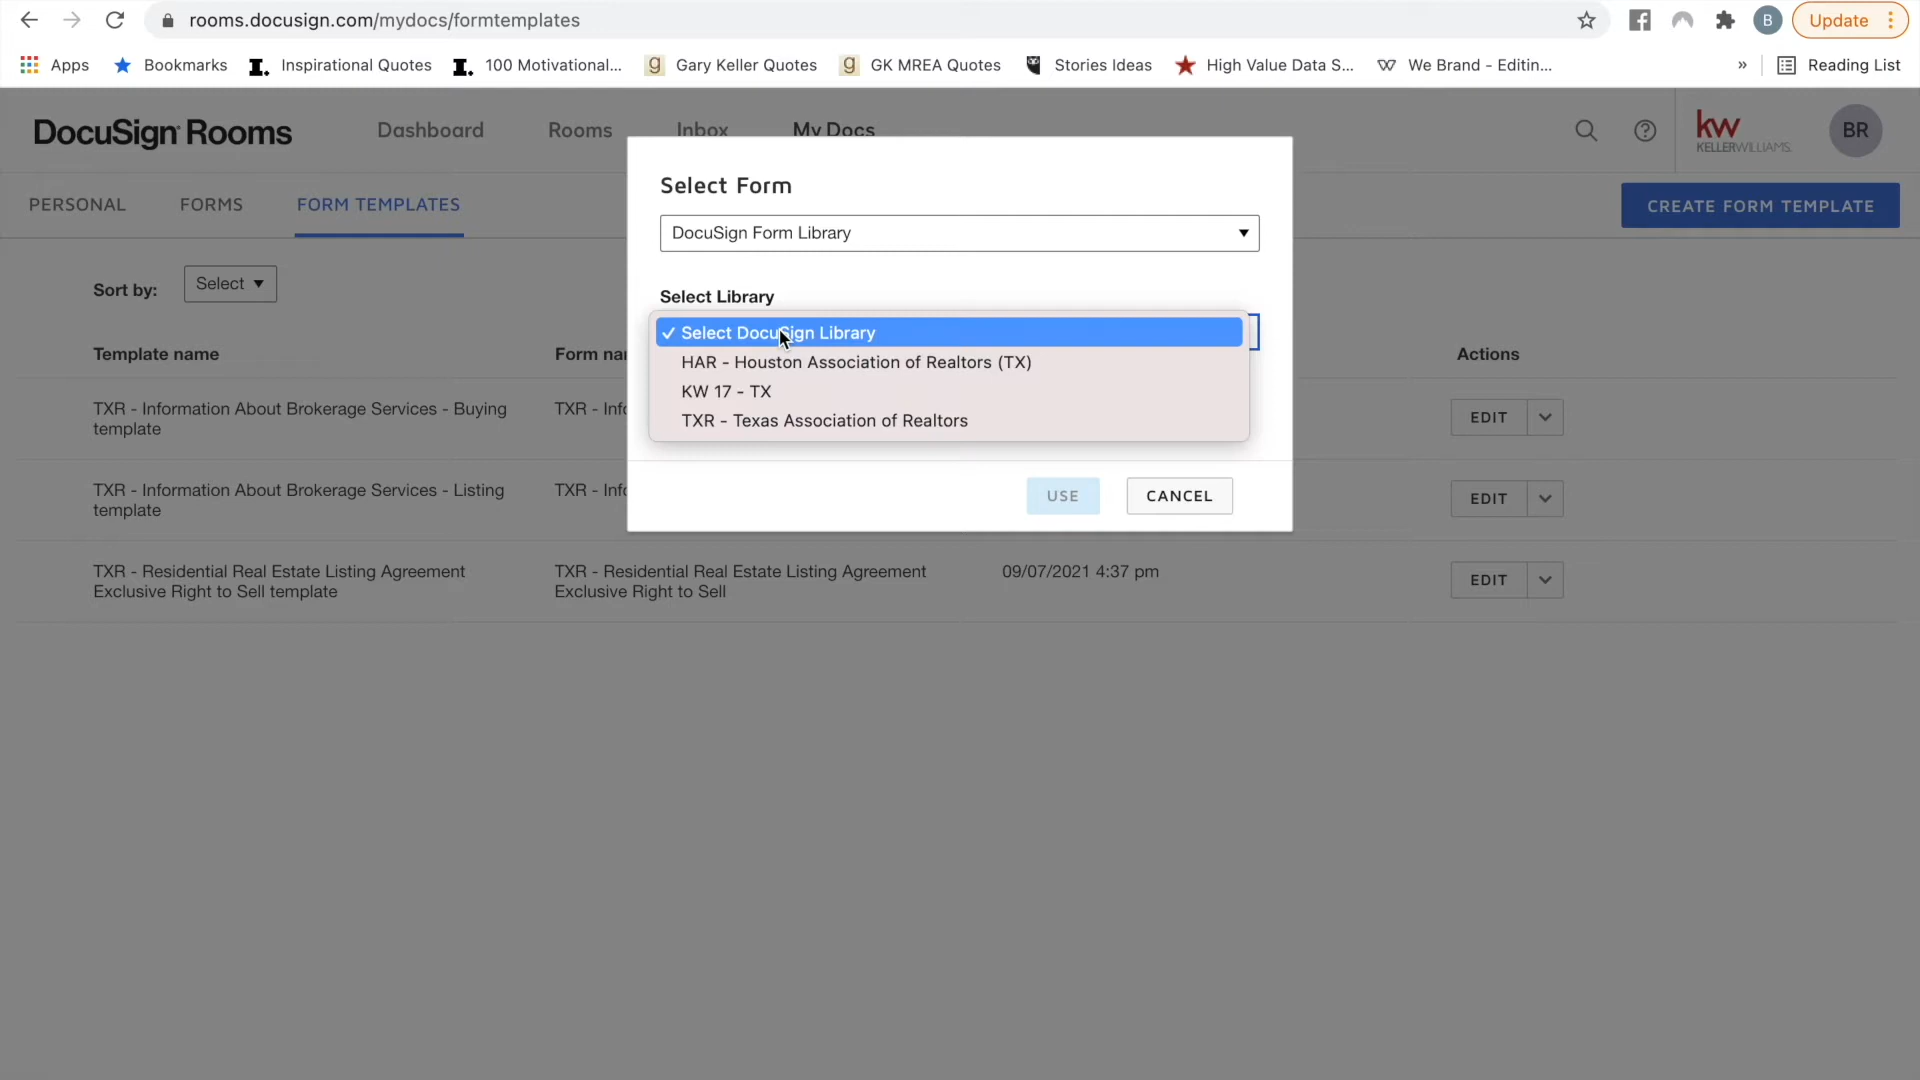 rooms.docusign.com/mydocs/formtemplates
B
Update
Apps
Bookmarks
Inspirational Quotes
100 Motivational...
Gary Keller Quotes
GK MREA Quotes
Stories Ideas
High Value Data S...
We Brand - Editin...
»
Reading List
DocuSign Rooms
Dashboard
Rooms
Inbox
My Docs
kw
KELLERWILLIAMS.
BR
PERSONAL
FORMS
FORM TEMPLATES
CREATE FORM TEMPLATE
Select Form
DocuSign Form Library
Select Library
✓ Select DocuSign Library
HAR - Houston Association of Realtors (TX)
KW 17 - TX
TXR - Texas Association of Realtors
USE
CANCEL
Sort by:
Select
Template name
Actions
TXR - Information About Brokerage Services - Buying
template
EDIT
TXR - Information About Brokerage Services - Listing
template
EDIT
TXR - Residential Real Estate Listing Agreement
Exclusive Right to Sell template
TXR - Residential Real Estate Listing Agreement
Exclusive Right to Sell
09/07/2021 4:37 pm
EDIT